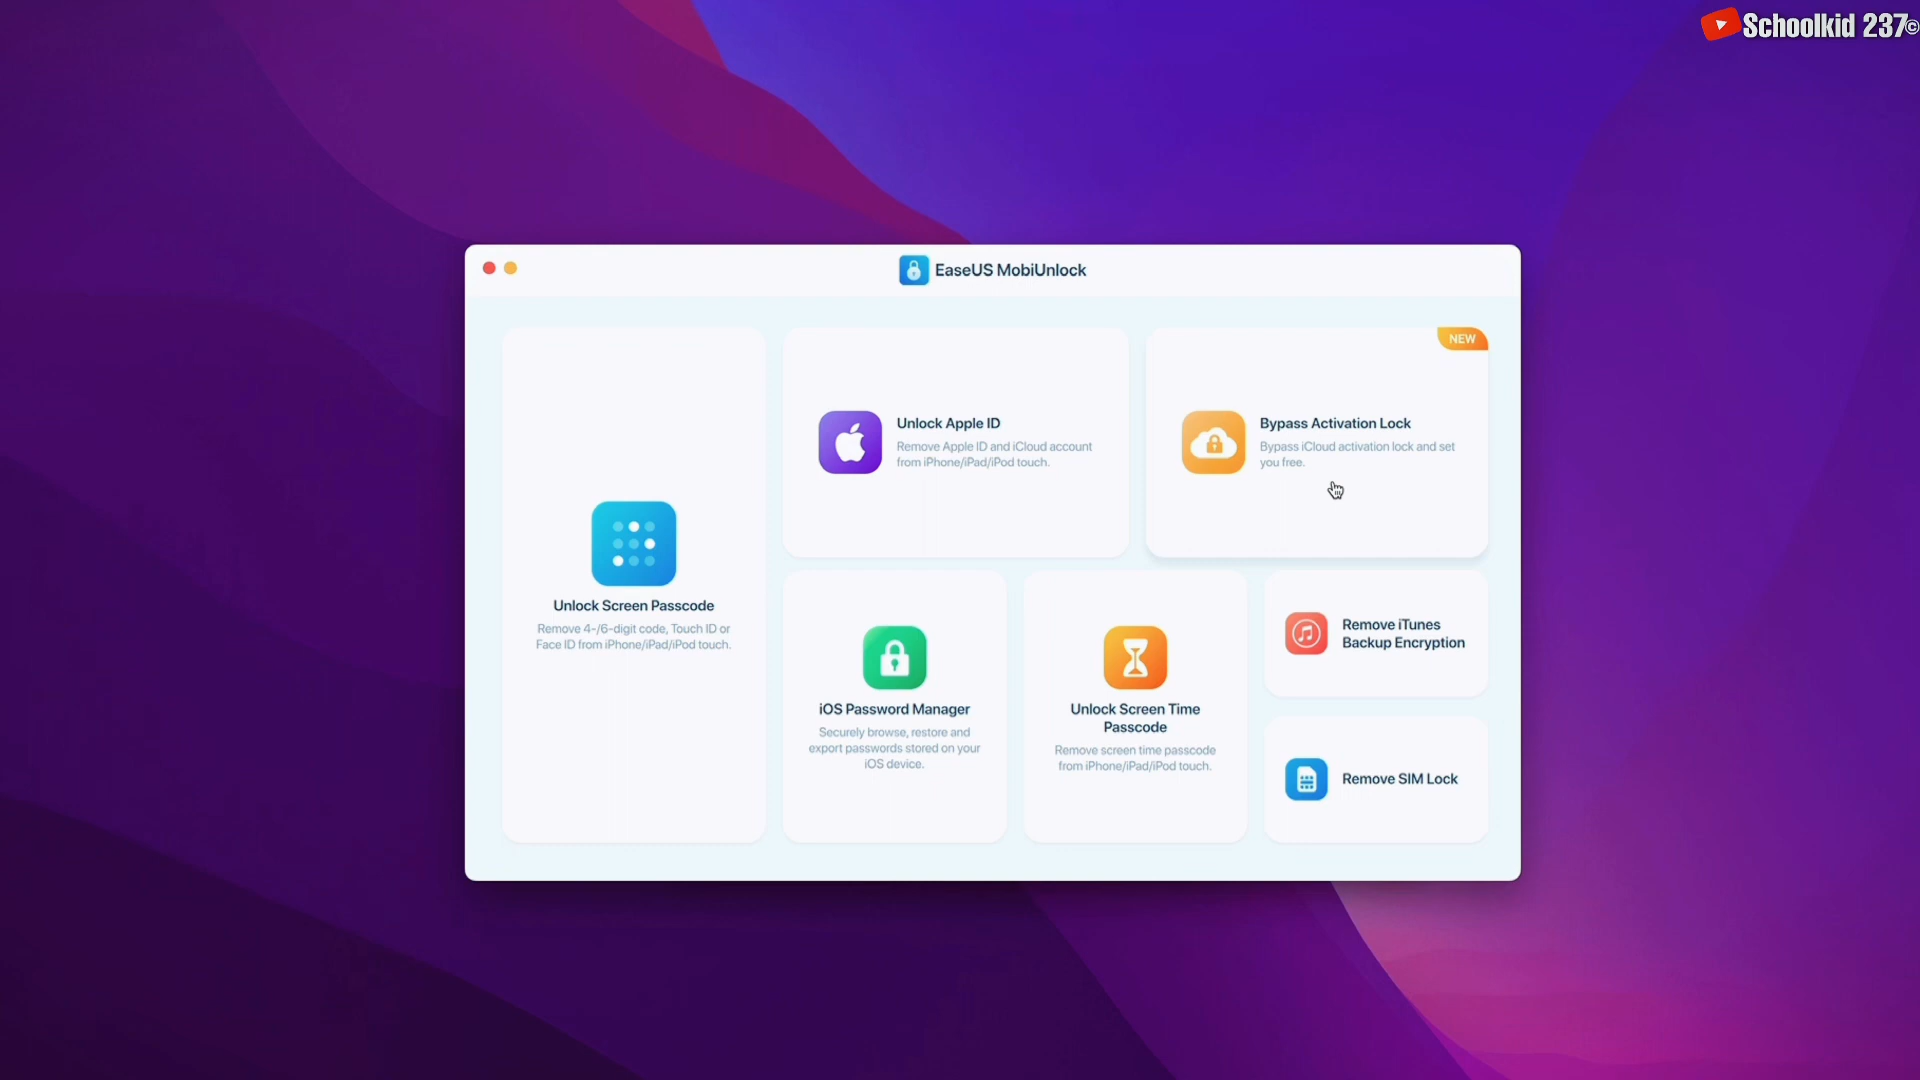 Schoolkid 237©
EaseUS MobiUnlock
NEW
Unlock Apple ID
Remove Apple ID and iCloud account
from iPhone/iPad/iPod touch.
Bypass Activation Lock
Bypass iCloud activation lock and set
you free.
Unlock Screen Passcode
Remove 4-/6-digit code, Touch ID or
Face ID from iPhone/iPad/iPod touch.
iOS Password Manager
Securely browse, restore and
export passwords stored on your
iOS device.
Unlock Screen Time
Passcode
Remove screen time passcode
from iPhone/iPad/iPod touch.
Remove iTunes
Backup Encryption
Remove SIM Lock